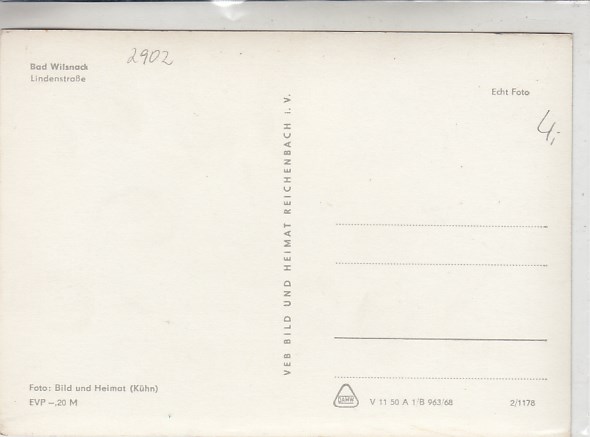 2902
Bad Wilsnack
Lindenstraße
Echt Foto
4,-
VEB BILD UND HEIMAT REICHENBACH I. V.
Foto: Bild und Heimat (Kühn)
EVP –,20 M
V 11 50 A 1/B 963/68
2/1178